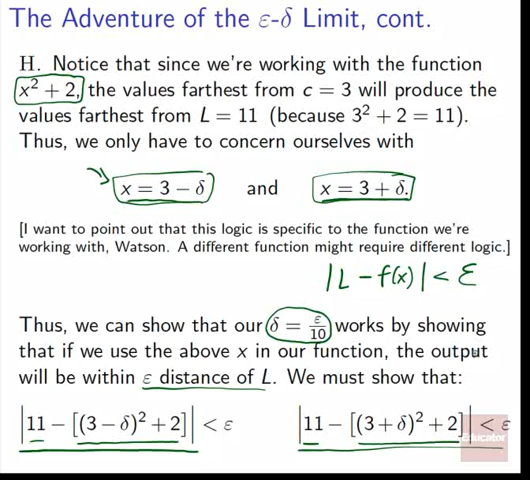 The Adventure of the ε-δ Limit, cont.
H. Notice that since we're working with the function
x² + 2, the values farthest from c = 3 will produce the
values farthest from L = 11 (because 3² + 2 = 11).
Thus, we only have to concern ourselves with
x = 3 − δ and x = 3 + δ.
[I want to point out that this logic is specific to the function we're
working with, Watson. A different function might require different logic.]
|L − f(x)| < ε
Thus, we can show that our δ = ε/10 works by showing
that if we use the above x in our function, the output
will be within ε distance of L. We must show that:
|11 − [(3 − δ)² + 2]| < ε |11 − [(3 + δ)² + 2]| < ε
Educator